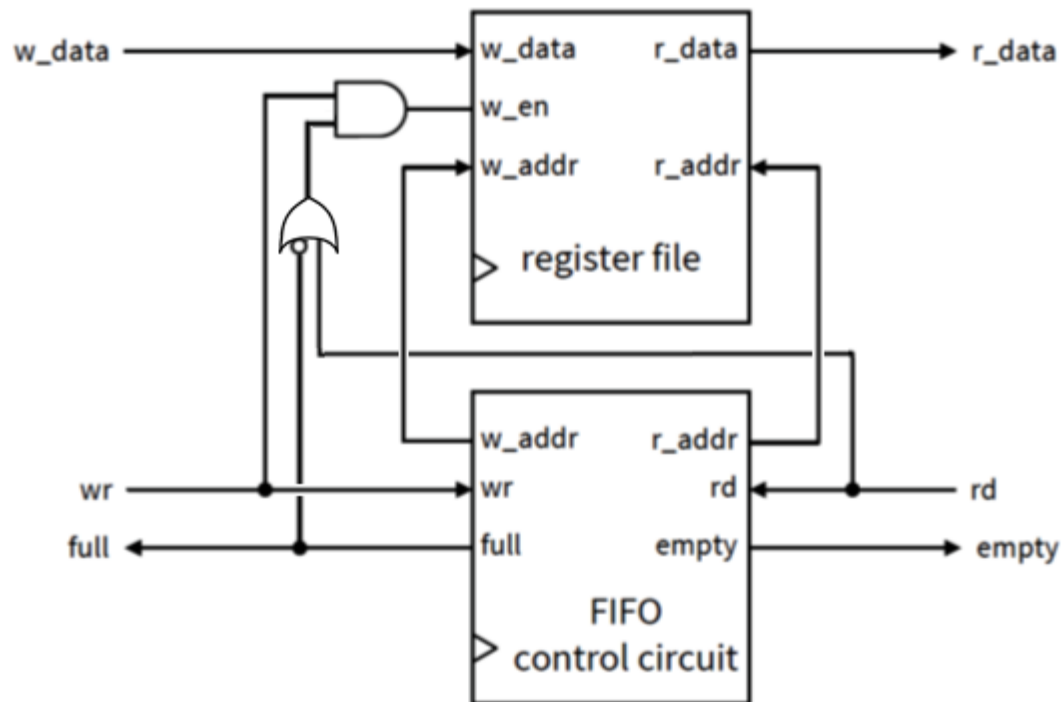 w_data
w_data
r_data
r_data
w_en
w_addr
r_addr
register file
w_addr
r_addr
wr
wr
rd
rd
full
full
empty
empty
FIFO
control circuit